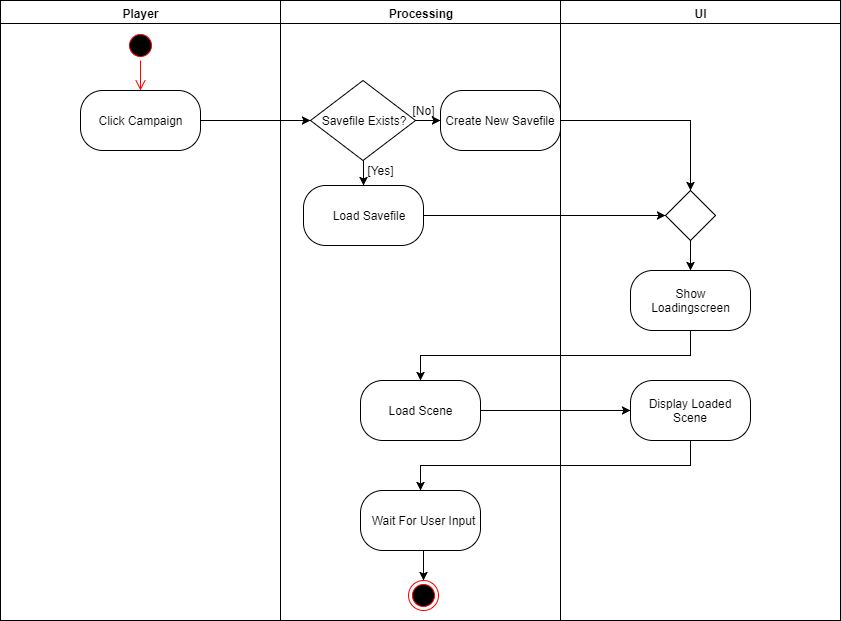 Player
Processing
UI
Click Campaign
Savefile Exists?
[No]
Create New Savefile
[Yes]
Load Savefile
Show
Loadingscreen
Load Scene
Display Loaded
Scene
Wait For User Input